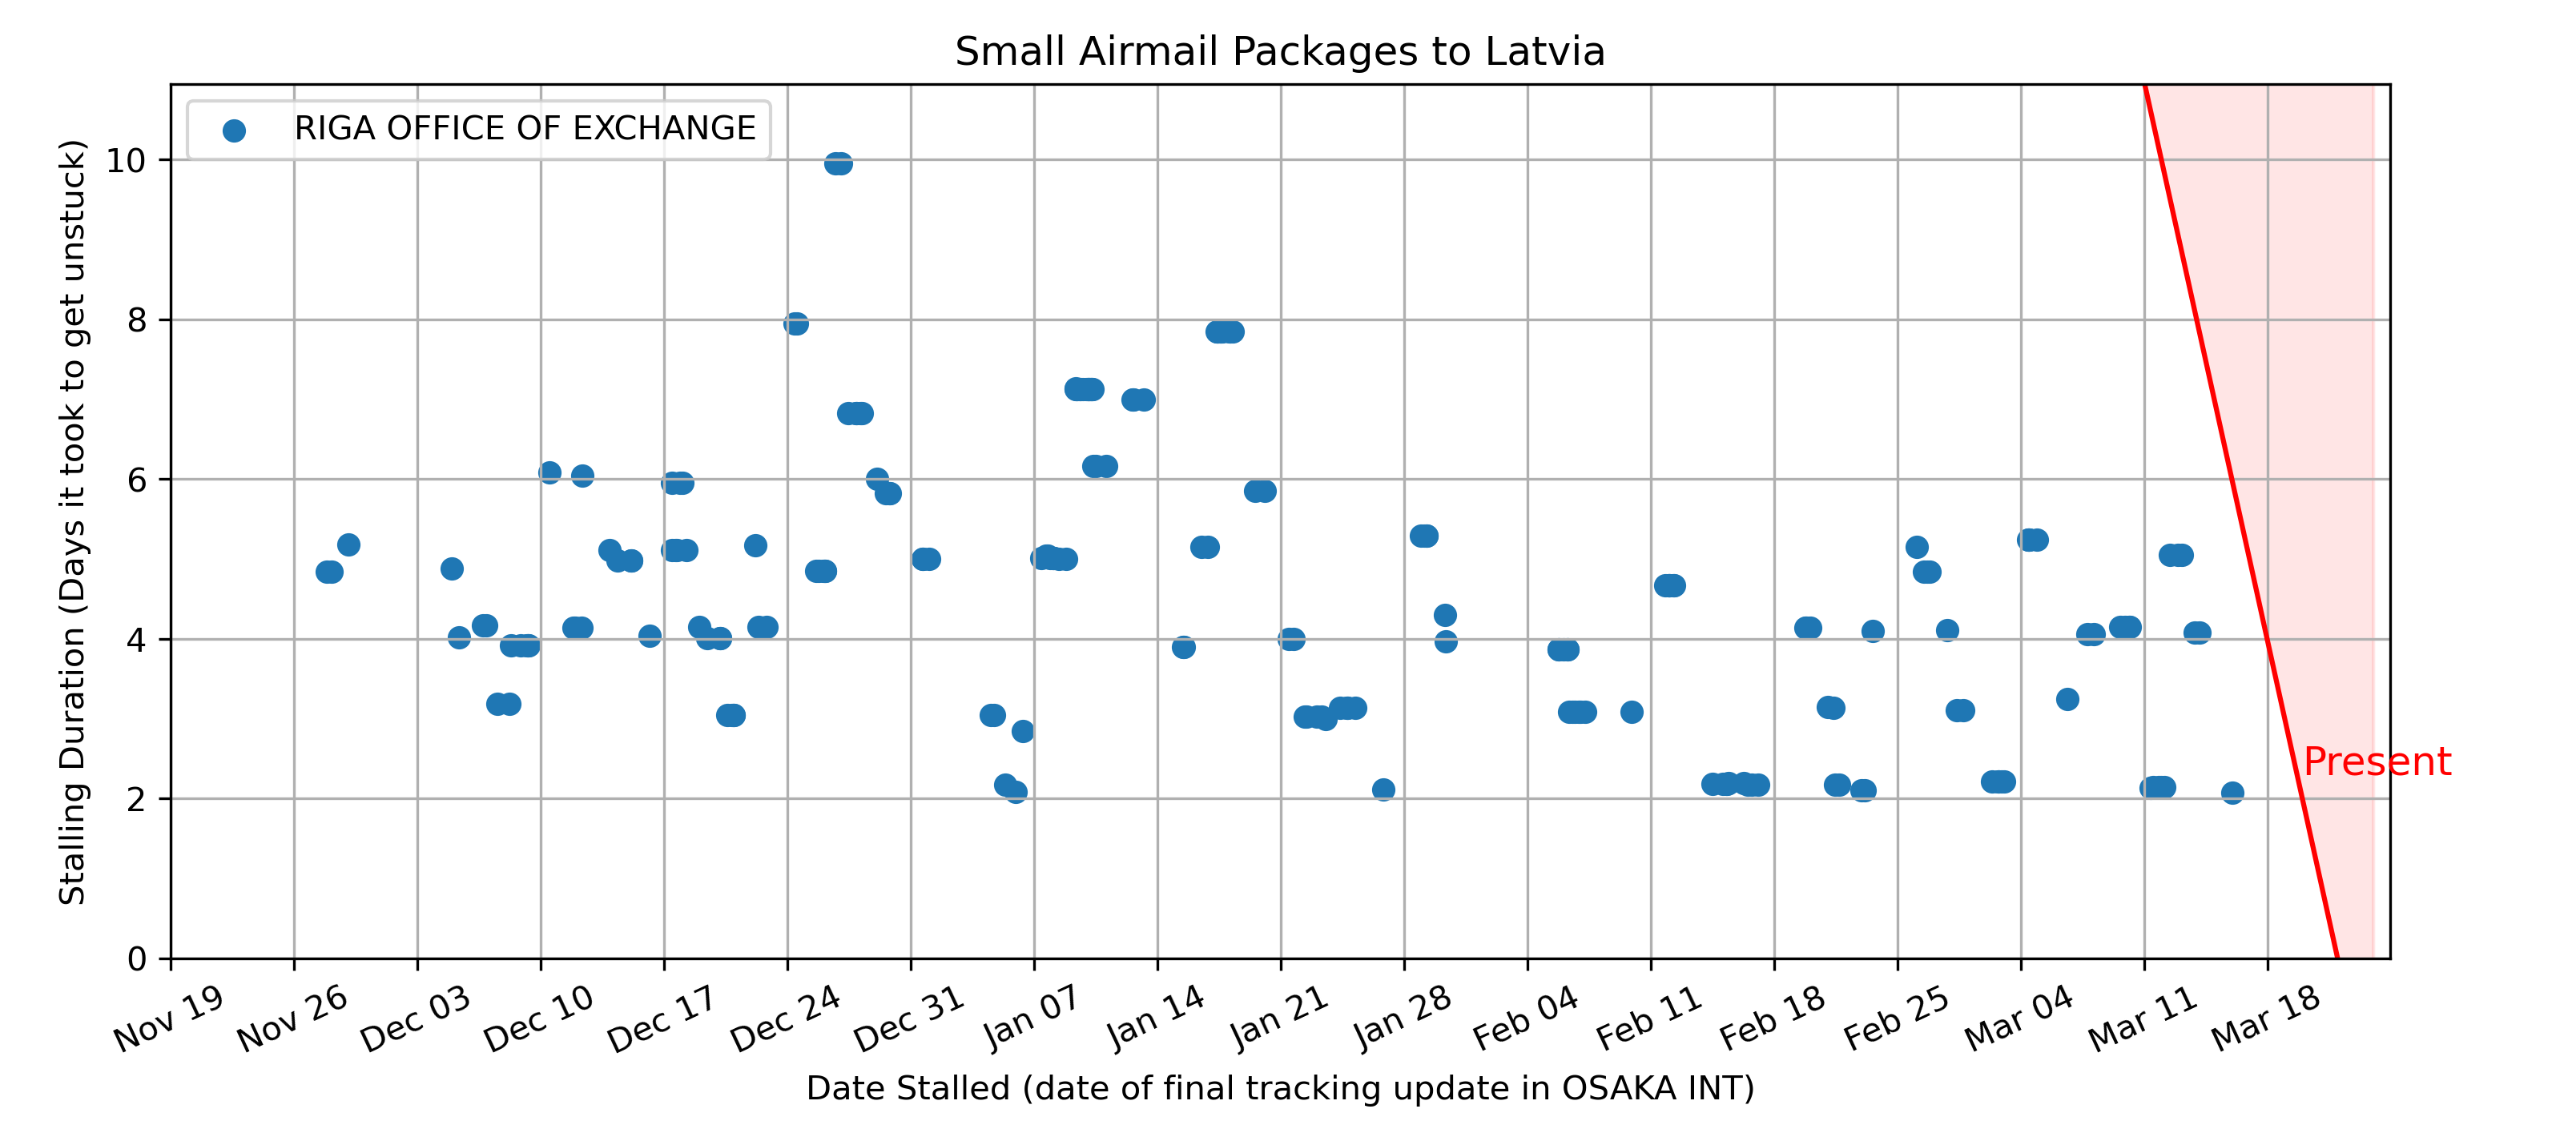 Small Airmail Packages to Latvia
RIGA OFFICE OF EXCHANGE
Stalling Duration (Days it took to get unstuck)
10
8
6
4
2
0
Present
Nov 19
Nov 26
Dec 03
Dec 10
Dec 17
Dec 24
Dec 31
Jan 07
Jan 14
Jan 21
Jan 28
Feb 04
Feb 11
Feb 18
Feb 25
Mar 04
Mar 11
Mar 18
Date Stalled (date of final tracking update in OSAKA INT)